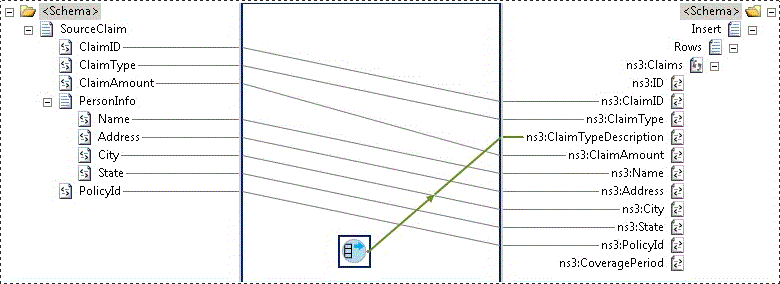 <Schema> <Schema>
SourceClaim Insert
ClaimID Rows
ClaimType ns3:Claims
ClaimAmount ns3:ID
PersonInfo ns3:ClaimID
Name ns3:ClaimType
Address ns3:ClaimTypeDescription
City ns3:ClaimAmount
State ns3:Name
PolicyId ns3:Address
ns3:City
ns3:State
ns3:PolicyId
ns3:CoveragePeriod